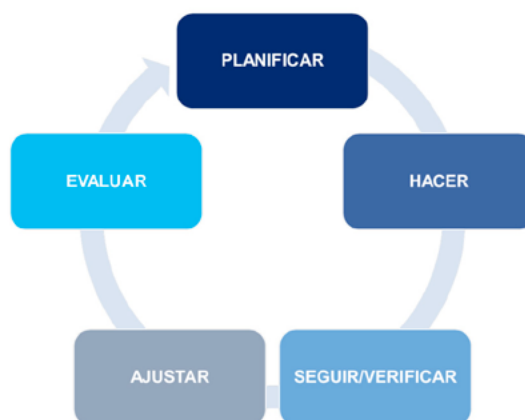 PLANIFICAR
HACER
SEGUIR/VERIFICAR
AJUSTAR
EVALUAR